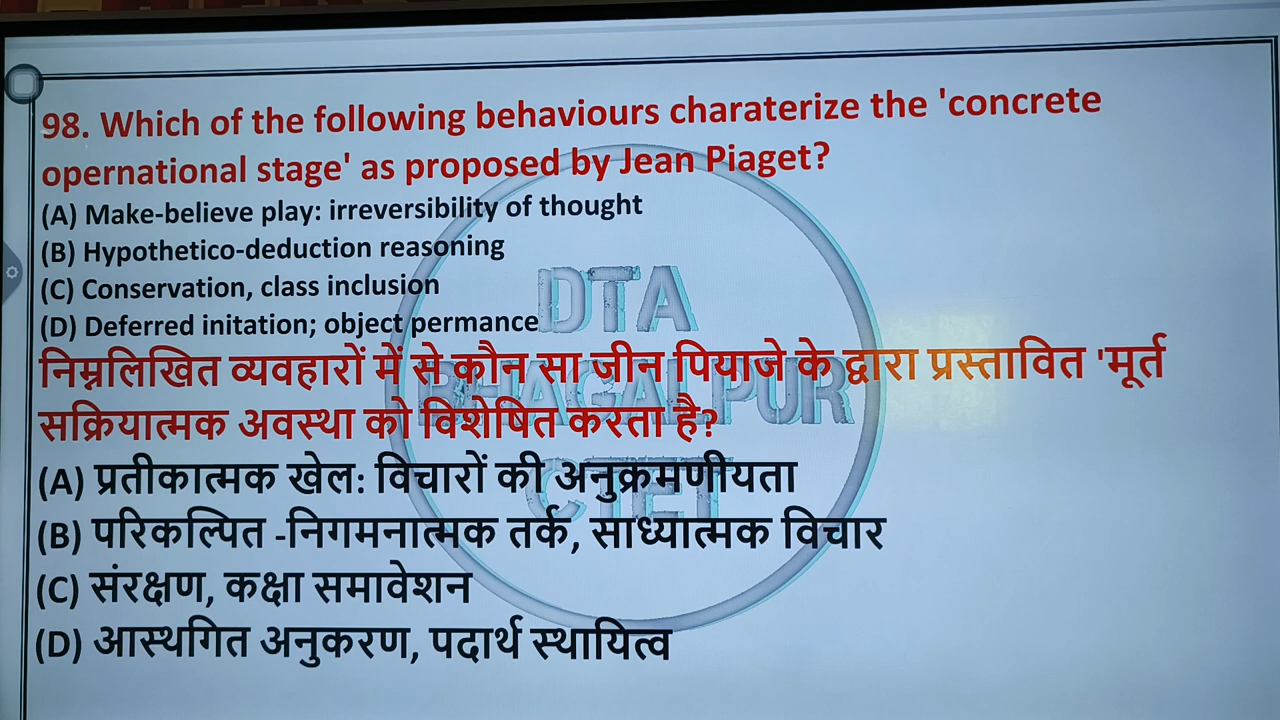 98. Which of the following behaviours charaterize the 'concrete
opernational stage' as proposed by Jean Piaget?
(A) Make-believe play: irreversibility of thought
(B) Hypothetico-deduction reasoning
(C) Conservation, class inclusion
(D) Deferred initation; object permance
निम्नलिखित व्यवहारों में से कौन सा जीन पियाजे के द्वारा प्रस्तावित 'मूर्त
सक्रियात्मक अवस्था को विशेषित करता है?
(A) प्रतीकात्मक खेल: विचारों की अनुक्रमणीयता
(B) परिकल्पित -निगमनात्मक तर्क, साध्यात्मक विचार
(C) संरक्षण, कक्षा समावेशन
(D) आस्थगित अनुकरण, पदार्थ स्थायित्व
DTA
BHAGALPUR
CTET